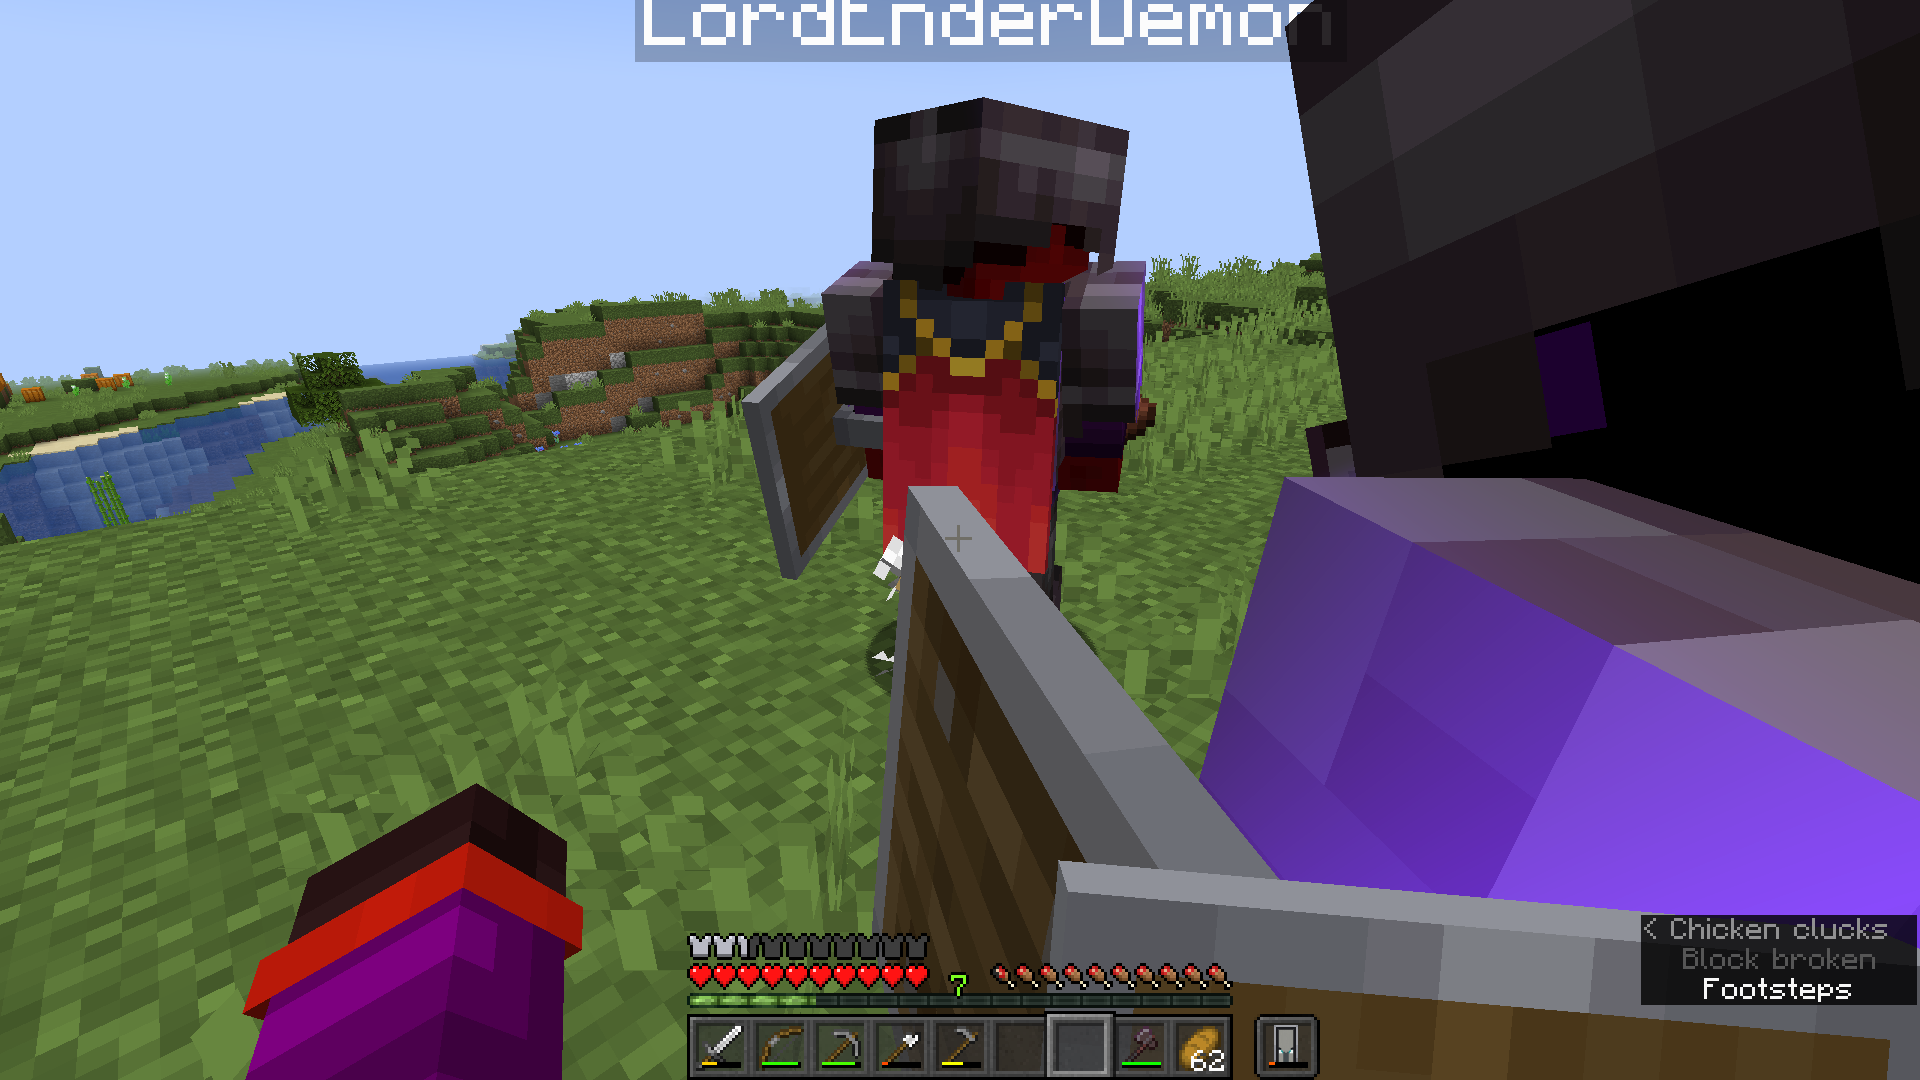 LordEnderDemon
< Chicken clucks
Block broken
Footsteps
7
62